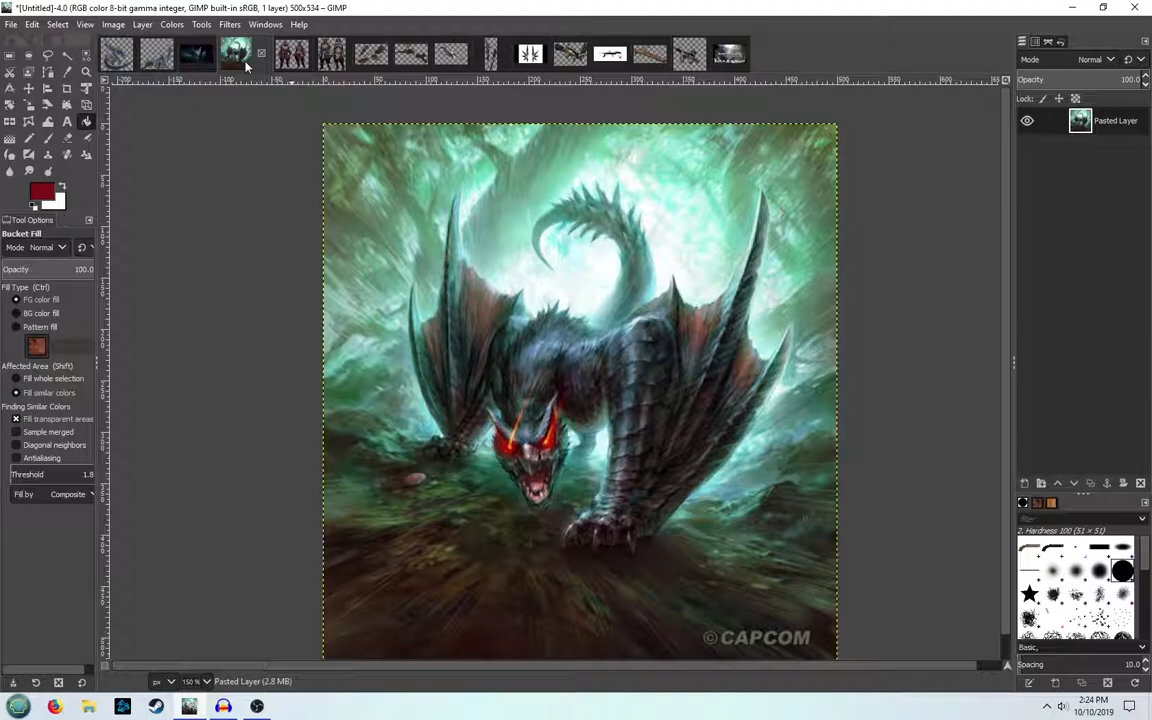 *[Untitled]-4.0 (RGB color 8-bit gamma integer, GIMP built-in sRGB, 1 layer) 500x534 – GIMP
File Edit Select View Image Layer Colors Tools Filters Windows Help
Mode Normal
Opacity 100.0
Lock:
Pasted Layer
Tool Options
Bucket Fill
Mode Normal
Opacity 100.0
Fill Type (Ctrl)
FG color fill
BG color fill
Pattern fill
Affected Area (Shift)
Fill whole selection
Fill similar colors
Finding Similar Colors
Fill transparent areas
Sample merged
Diagonal neighbors
Antialiasing
Threshold 1.8
Fill by Composite
© CAPCOM
filter
2. Hardness 100 (51 × 51)
Basic,
Spacing 10.0
px 150 % Pasted Layer (2.8 MB)
2:24 PM
10/10/2019